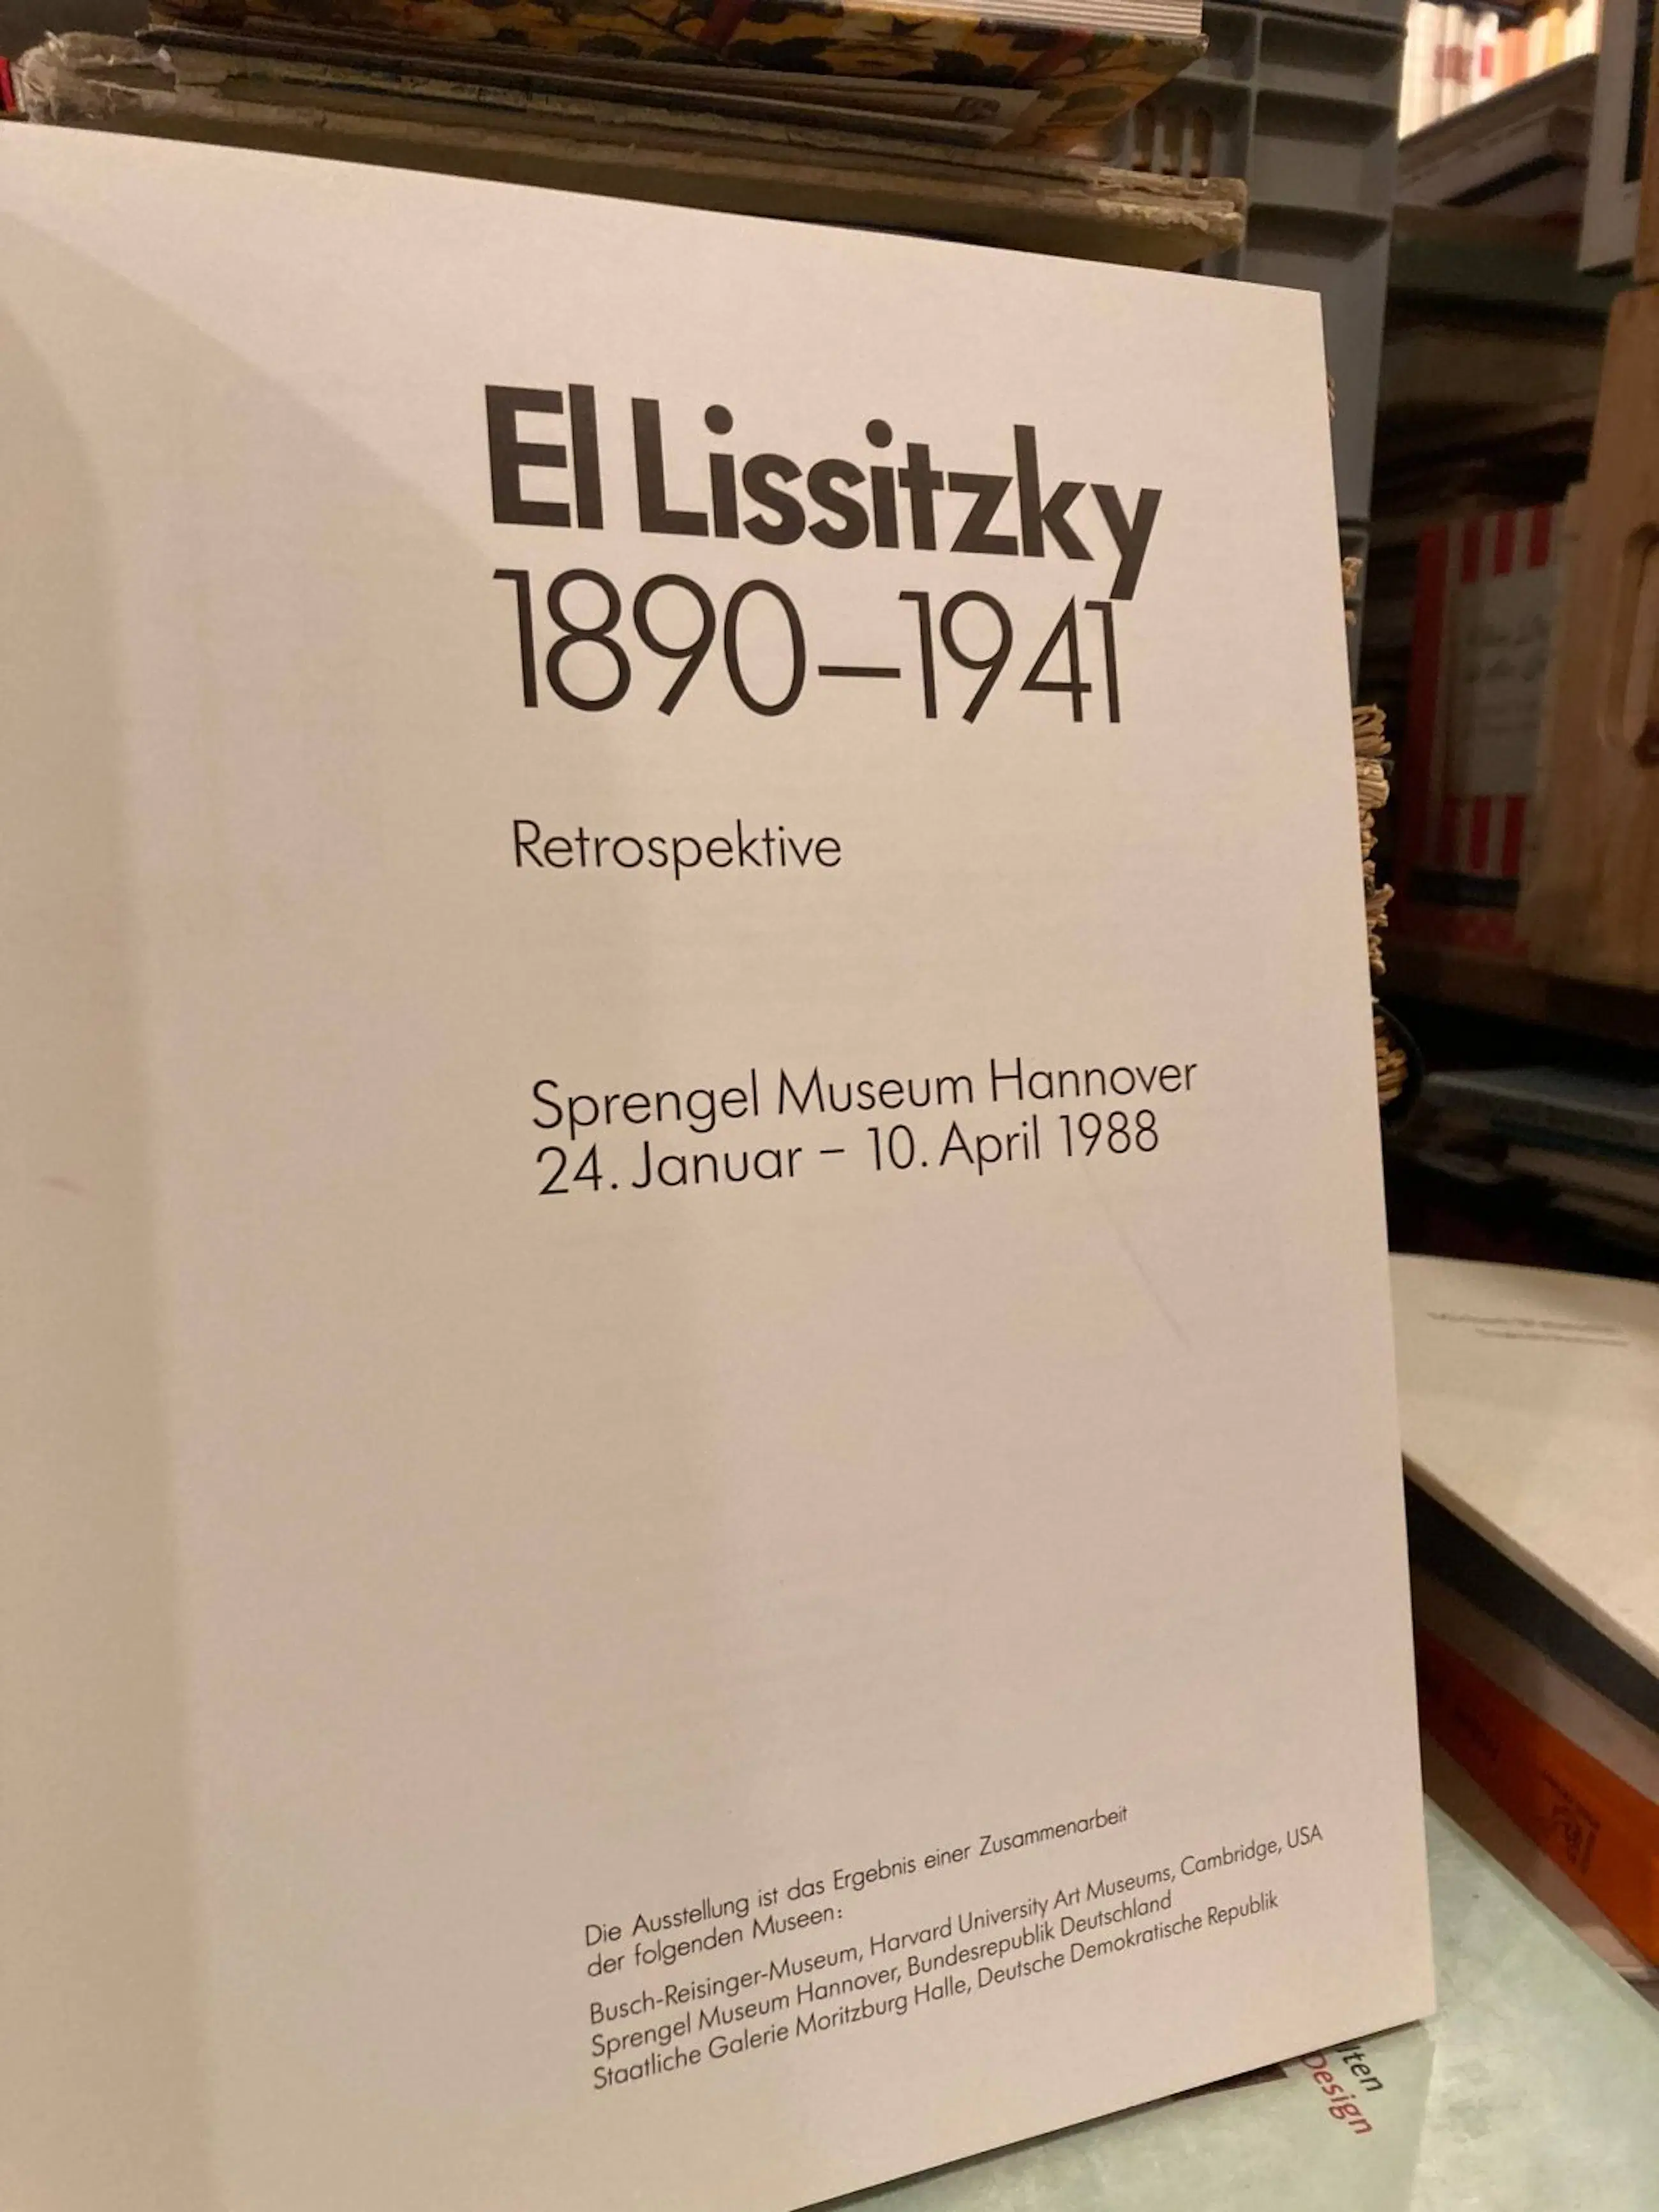 El Lissitzky
1890–1941
Retrospektive
Sprengel Museum Hannover
24. Januar – 10. April 1988
Die Ausstellung ist das Ergebnis einer Zusammenarbeit
der folgenden Museen:
Busch-Reisinger-Museum, Harvard University Art Museums, Cambridge, USA
Sprengel Museum Hannover, Bundesrepublik Deutschland
Staatliche Galerie Moritzburg Halle, Deutsche Demokratische Republik
lten
Design